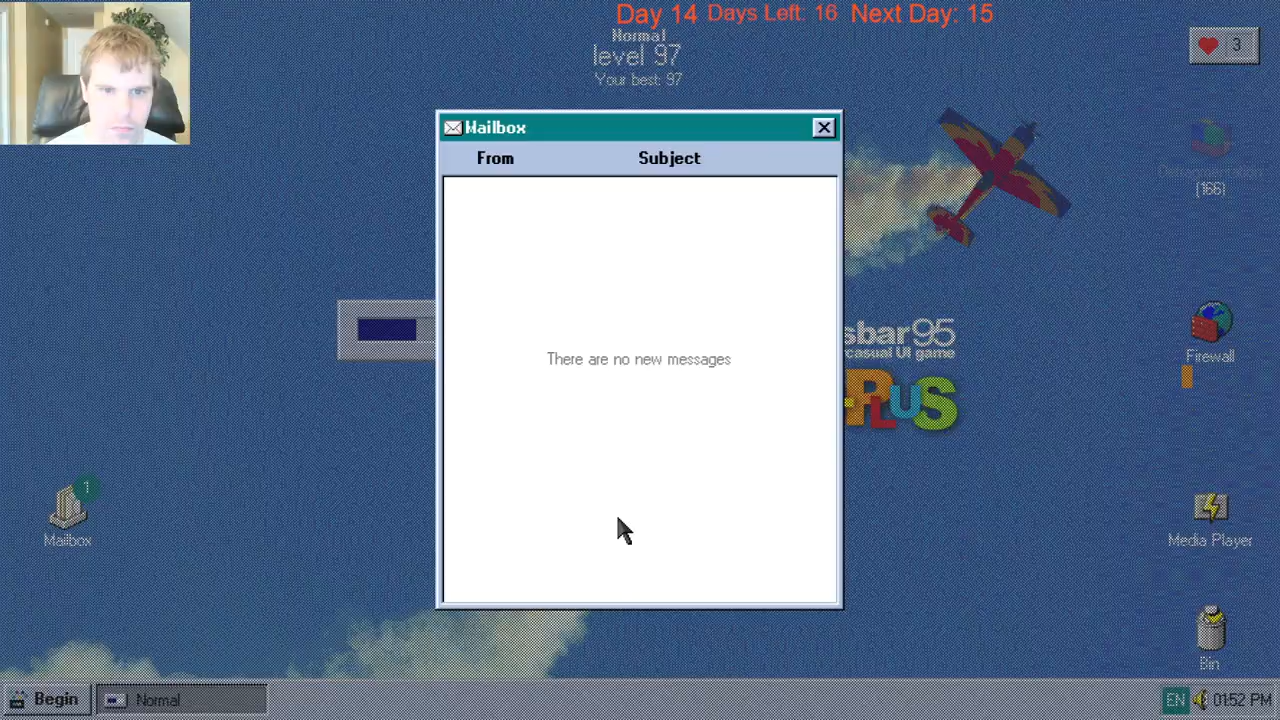 Day 14 Days Left: 16 Next Day: 15
Normal
level 97
Your best: 97
3
Mailbox
From Subject
(166)
There are no new messages
sbar95
casual UI game
PLUS
Firewall
1
Mailbox
Media Player
Bin
Begin
Normal
EN
01:52 PM